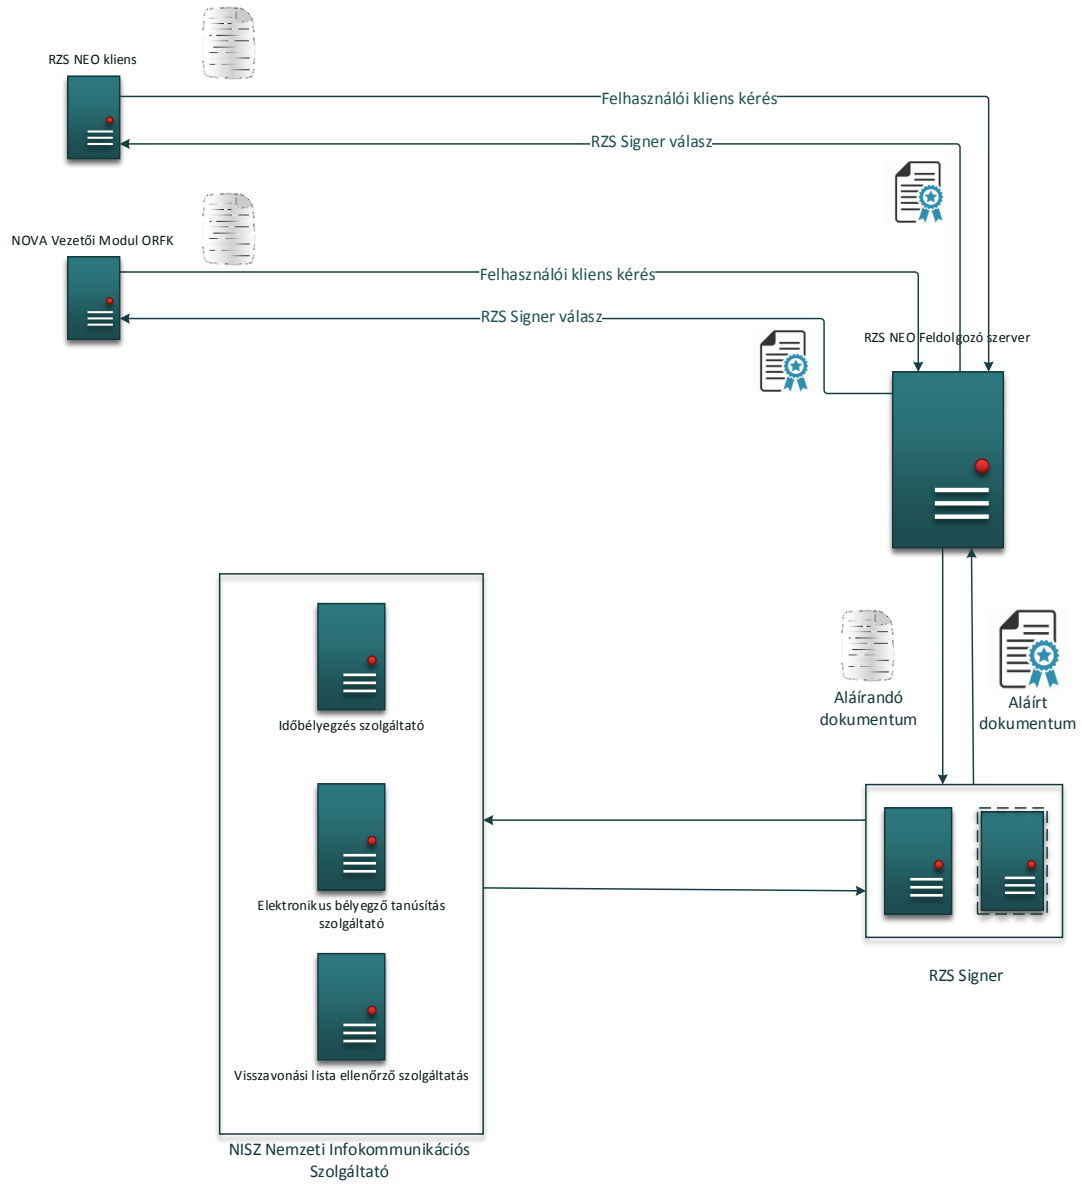 RZS NEO kliens
Felhasználói kliens kérés
RZS Signer válasz
NOVA Vezetői Modul ORFK
Felhasználói kliens kérés
RZS Signer válasz
RZS NEO Feldolgozó szerver
Aláírandó
dokumentum
Aláírt
dokumentum
Időbélyegzés szolgáltató
Elektronikus bélyegző tanúsítás
szolgáltató
Visszavonási lista ellenőrző szolgáltatás
RZS Signer
NISZ Nemzeti Infokommunikációs
Szolgáltató